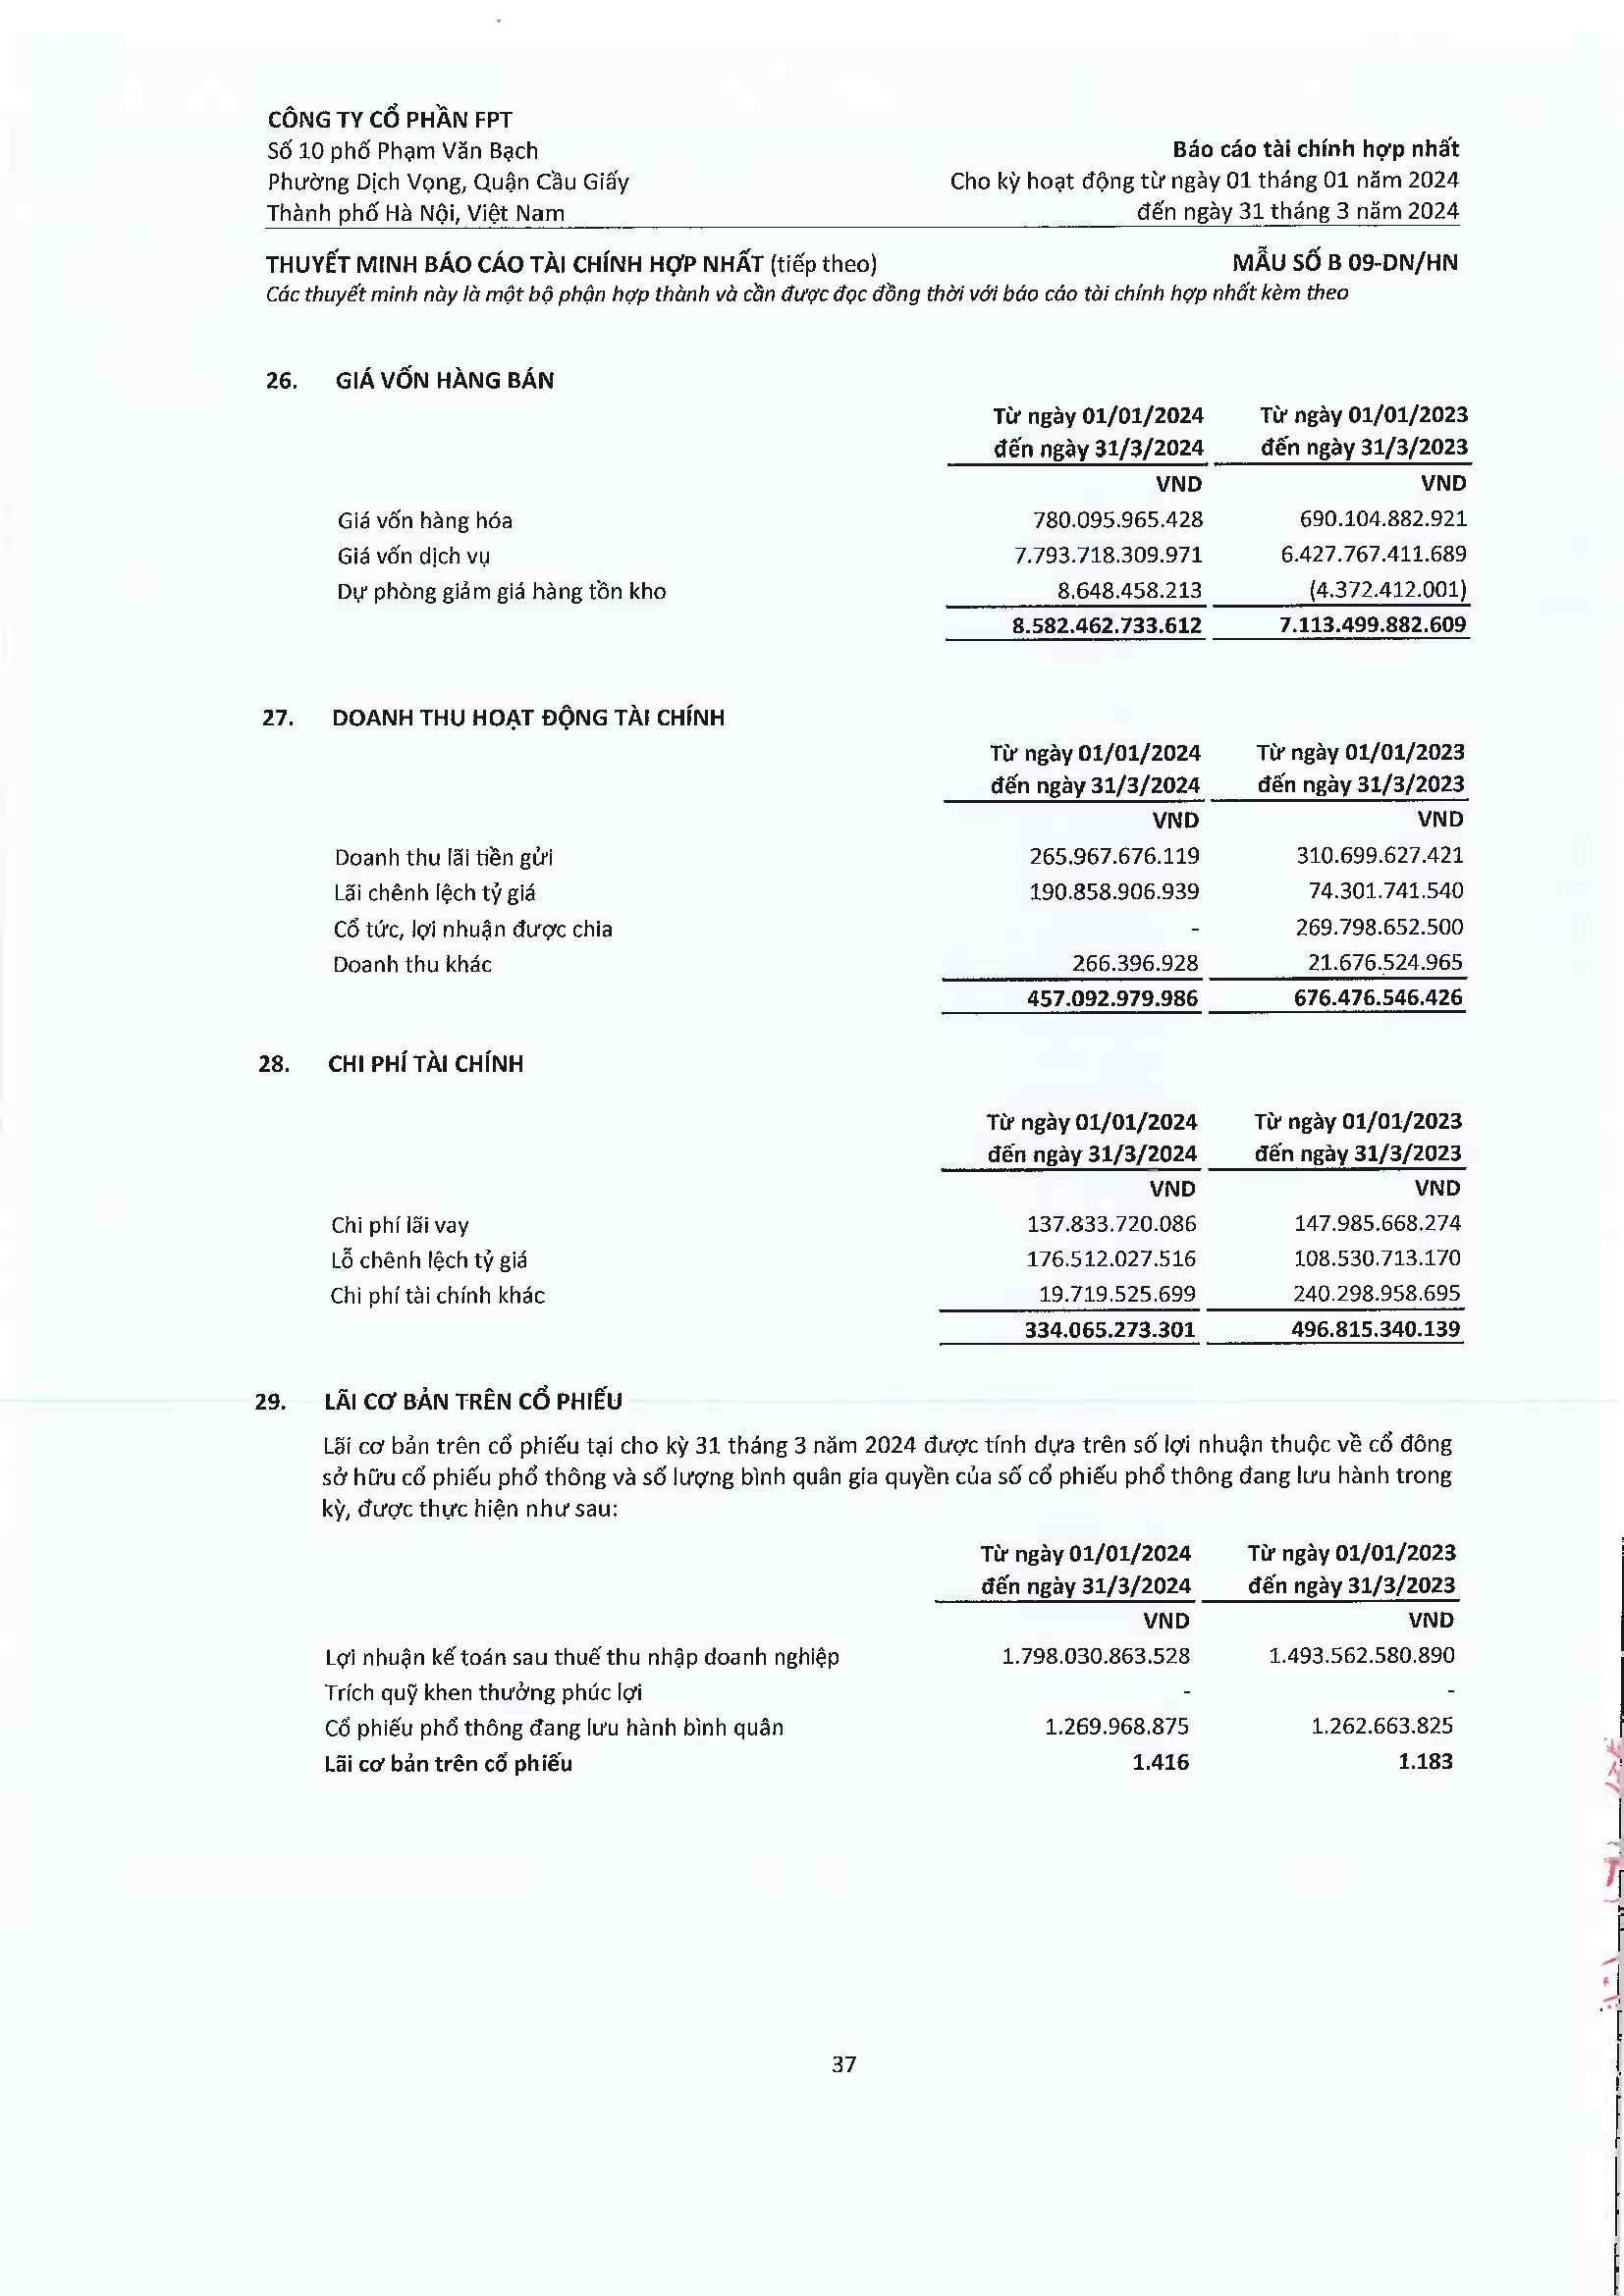 CÔNG TY CỔ PHẦN FPT
Số 10 phố Phạm Văn Bạch Báo cáo tài chính hợp nhất
Phường Dịch Vọng, Quận Cầu Giấy Cho kỳ hoạt động từ ngày 01 tháng 01 năm 2024
Thành phố Hà Nội, Việt Nam đến ngày 31 tháng 3 năm 2024
THUYẾT MINH BÁO CÁO TÀI CHÍNH HỢP NHẤT (tiếp theo) MẪU SỐ B 09-DN/HN
Các thuyết minh này là một bộ phận hợp thành và cần được đọc đồng thời với báo cáo tài chính hợp nhất kèm theo
26. GIÁ VỐN HÀNG BÁN
Từ ngày 01/01/2024 Từ ngày 01/01/2023
đến ngày 31/3/2024 đến ngày 31/3/2023
VND VND
Giá vốn hàng hóa 780.095.965.428 690.104.882.921
Giá vốn dịch vụ 7.793.718.309.971 6.427.767.411.689
Dự phòng giảm giá hàng tồn kho 8.648.458.213 (4.372.412.001)
8.582.462.733.612 7.113.499.882.609
27. DOANH THU HOẠT ĐỘNG TÀI CHÍNH
Từ ngày 01/01/2024 Từ ngày 01/01/2023
đến ngày 31/3/2024 đến ngày 31/3/2023
VND VND
Doanh thu lãi tiền gửi 265.967.676.119 310.699.627.421
Lãi chênh lệch tỷ giá 190.858.906.939 74.301.741.540
Cổ tức, lợi nhuận được chia - 269.798.652.500
Doanh thu khác 266.396.928 21.676.524.965
457.092.979.986 676.476.546.426
28. CHI PHÍ TÀI CHÍNH
Từ ngày 01/01/2024 Từ ngày 01/01/2023
đến ngày 31/3/2024 đến ngày 31/3/2023
VND VND
Chi phí lãi vay 137.833.720.086 147.985.668.274
Lỗ chênh lệch tỷ giá 176.512.027.516 108.530.713.170
Chi phí tài chính khác 19.719.525.699 240.298.958.695
334.065.273.301 496.815.340.139
29. LÃI CƠ BẢN TRÊN CỔ PHIẾU
Lãi cơ bản trên cổ phiếu tại cho kỳ 31 tháng 3 năm 2024 được tính dựa trên số lợi nhuận thuộc về cổ đông
sở hữu cổ phiếu phổ thông và số lượng bình quân gia quyền của số cổ phiếu phổ thông đang lưu hành trong
kỳ, được thực hiện như sau:
Từ ngày 01/01/2024 Từ ngày 01/01/2023
đến ngày 31/3/2024 đến ngày 31/3/2023
VND VND
Lợi nhuận kế toán sau thuế thu nhập doanh nghiệp 1.798.030.863.528 1.493.562.580.890
Trích quỹ khen thưởng phúc lợi - -
Cổ phiếu phổ thông đang lưu hành bình quân 1.269.968.875 1.262.663.825
Lãi cơ bản trên cổ phiếu 1.416 1.183
37